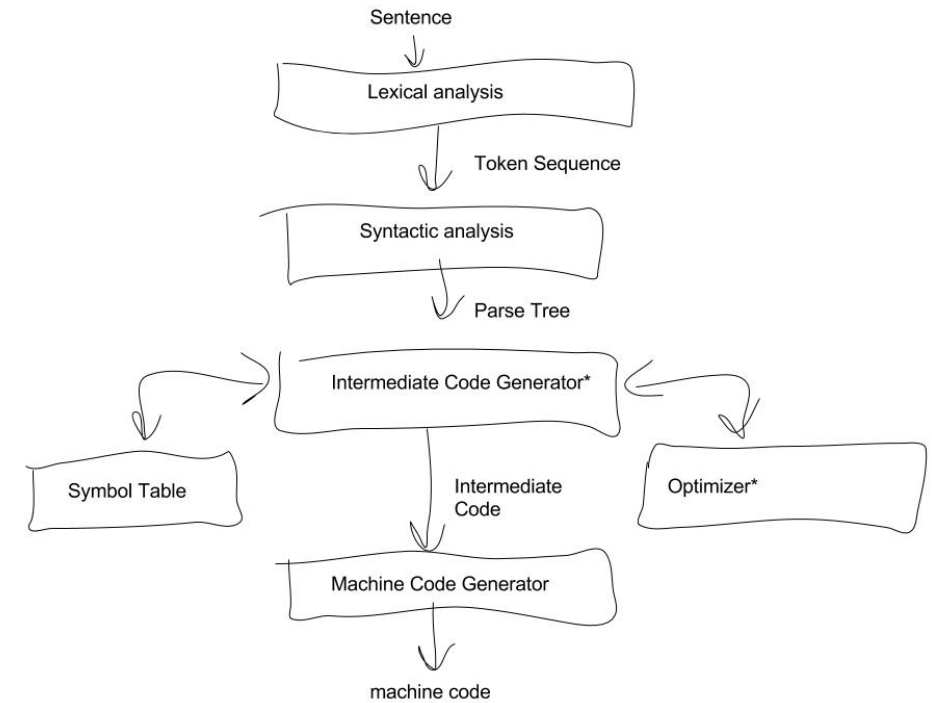 Sentence
Lexical analysis
Token Sequence
Syntactic analysis
Parse Tree
Intermediate Code Generator*
Symbol Table
Intermediate
Code
Optimizer*
Machine Code Generator
machine code